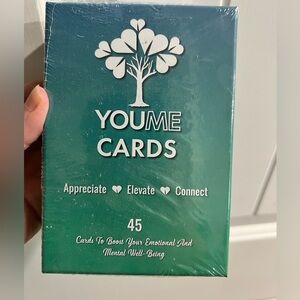 YOUME
CARDS
Appreciate Elevate Connect
45
Cards To Boost Your Emotional And
Mental Well-Being